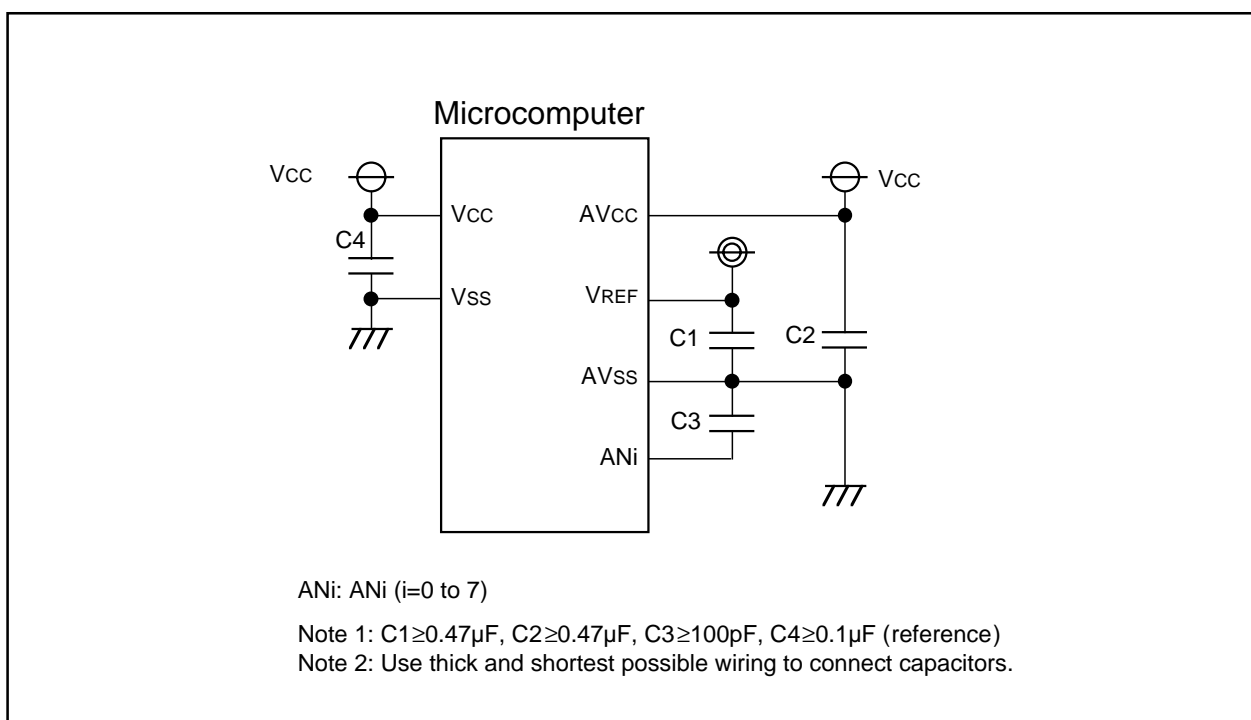 Microcomputer
VCC
VCC
VCC
AVCC
C4
VSS
VREF
C1
C2
AVSS
C3
ANi
ANi: ANi (i=0 to 7)
Note 1: C1≥0.47µF, C2≥0.47µF, C3≥100pF, C4≥0.1µF (reference)
Note 2: Use thick and shortest possible wiring to connect capacitors.